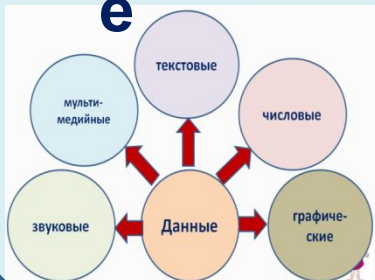 е
текстовые
мульти-
медийные
числовые
звуковые
Данные
графиче-
ские